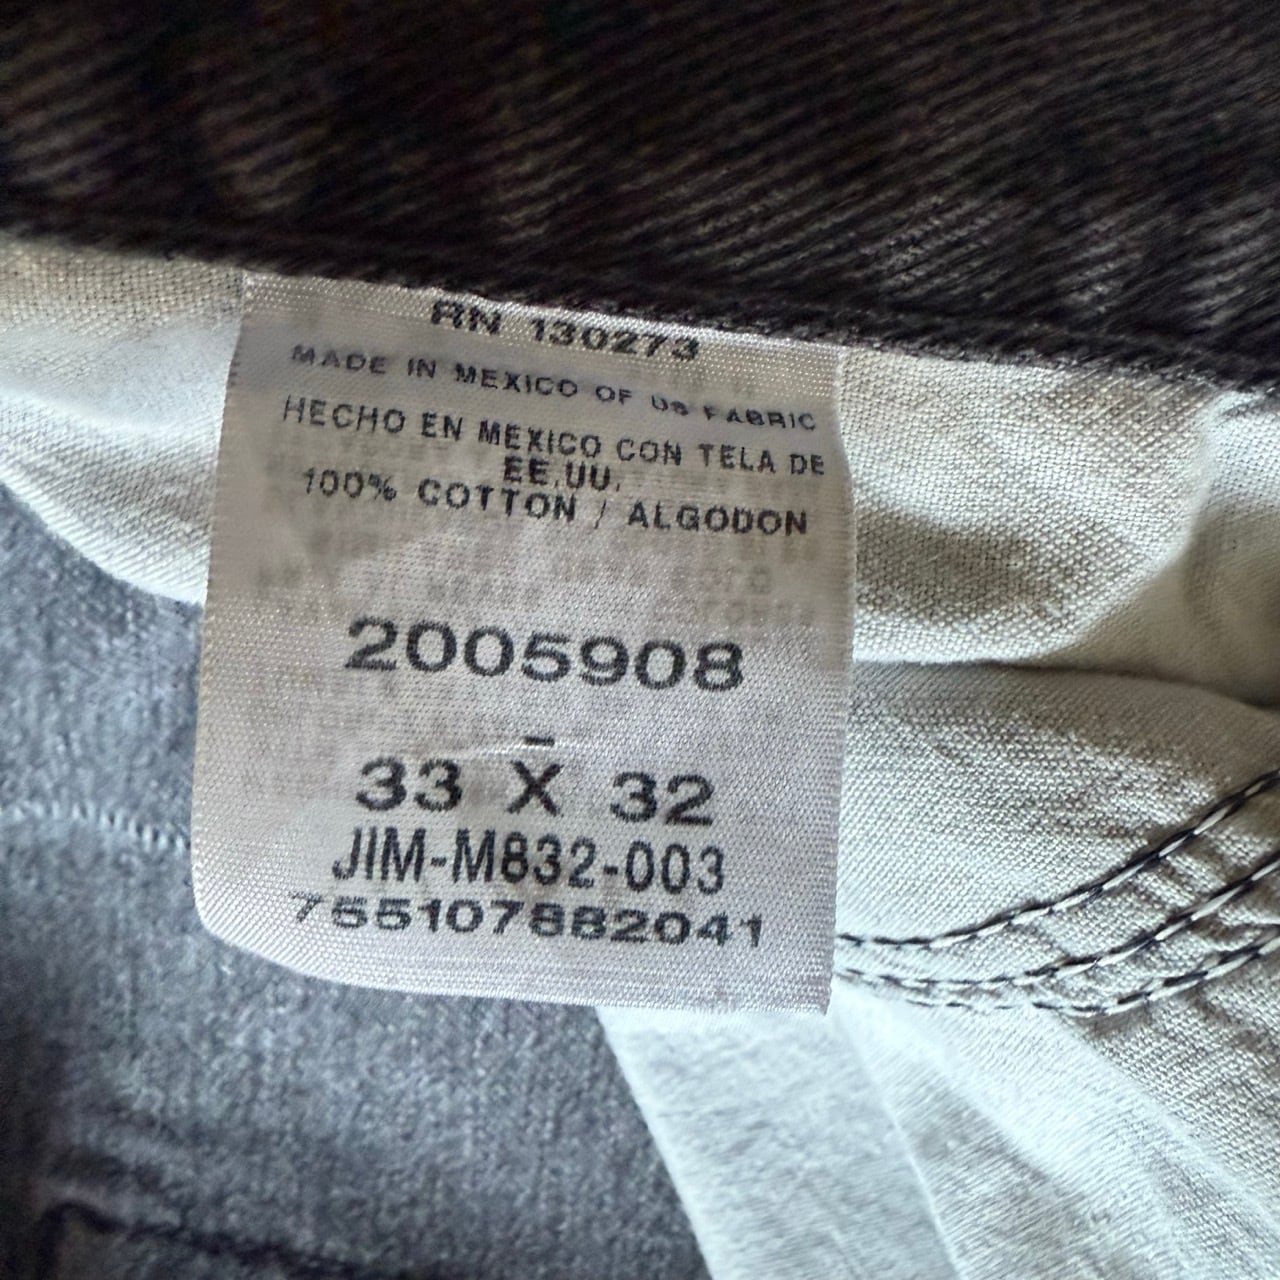 RN 130273
MADE IN MEXICO OF US FABRIC
HECHO EN MEXICO CON TELA DE
EE.UU.
100% COTTON / ALGODON
2005908
33 X 32
JIM-M832-003
755107882041